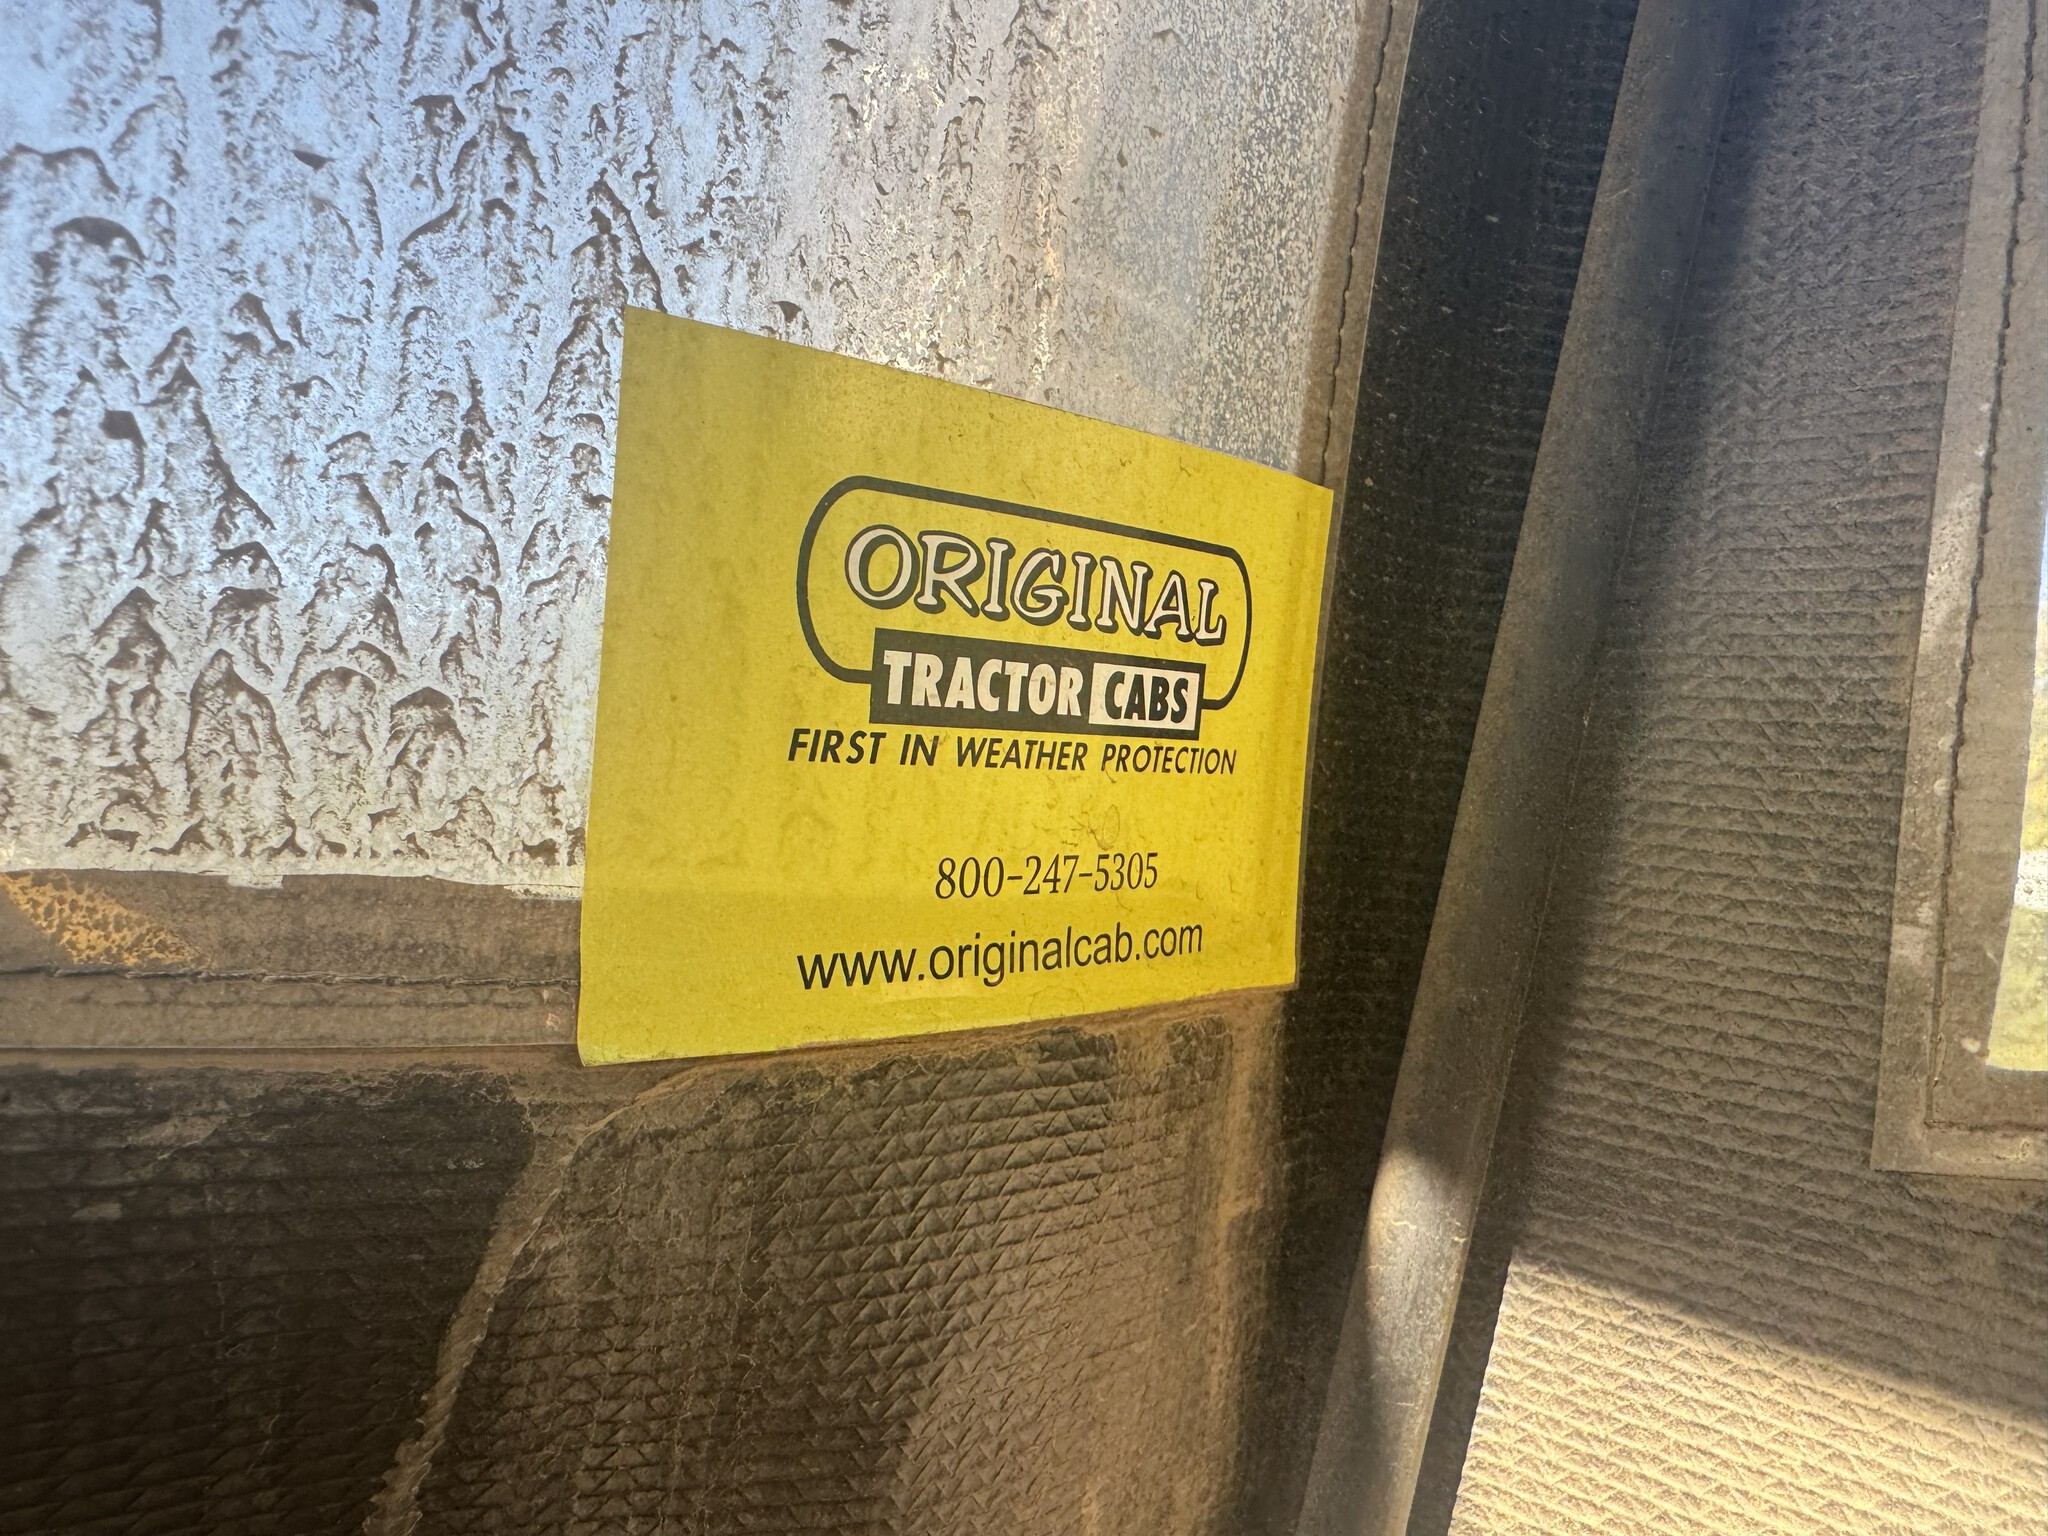 ORIGINAL
TRACTOR CABS
FIRST IN WEATHER PROTECTION
800-247-5305
www.originalcab.com